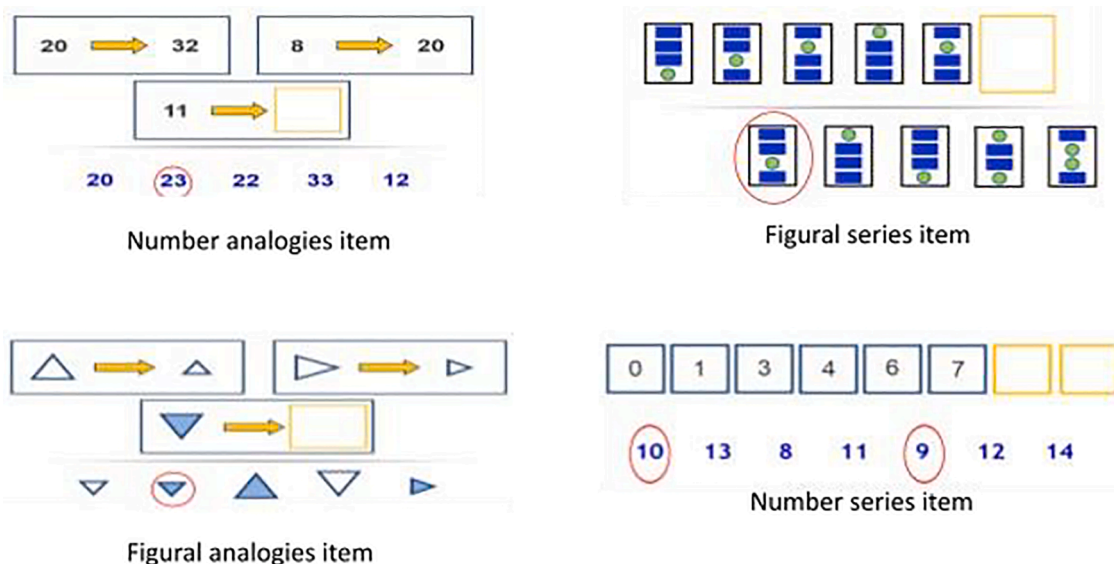 20 32 8 20
11
20 23 22 33 12
Number analogies item
Figural series item
Figural analogies item
0 1 3 4 6 7
10 13 8 11 9 12 14
Number series item